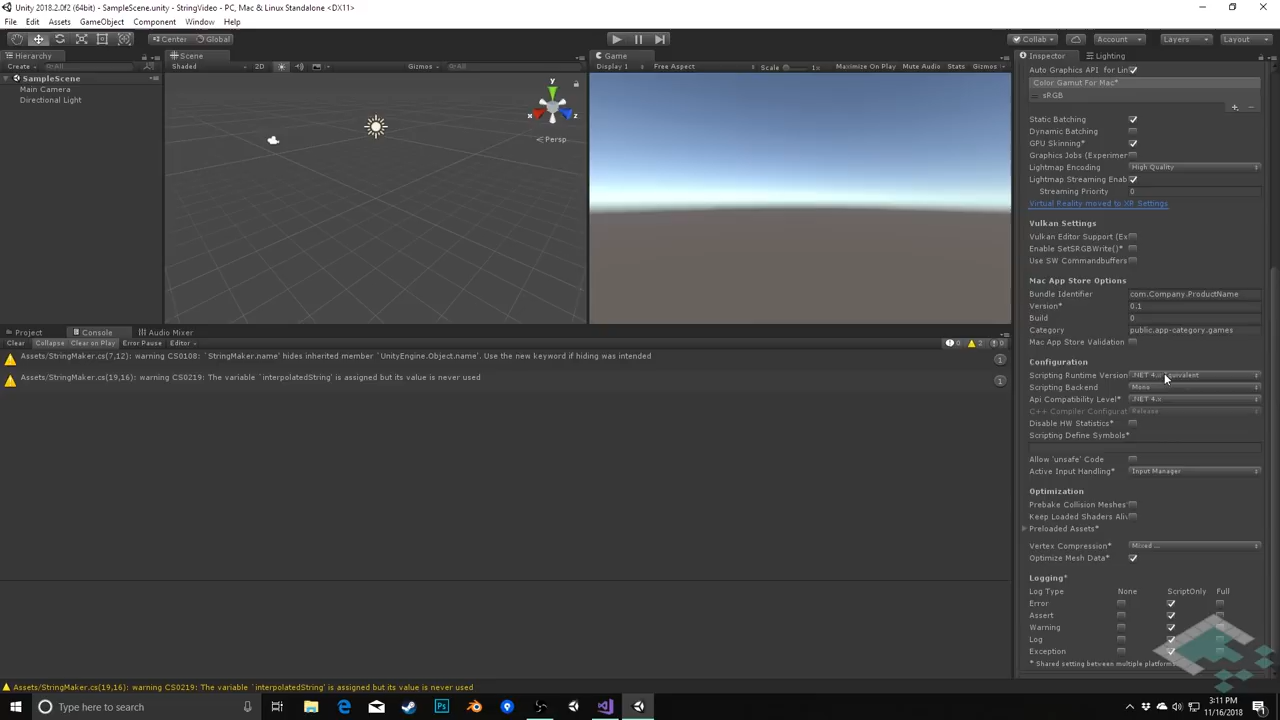 Unity 2018.2.0f2 (64bit) - SampleScene.unity - StringVideo - PC, Mac & Linux Standalone <DX11>
File Edit Assets GameObject Component Window Help
Center Global Collab Account Layers Layout
Hierarchy Scene Game Inspector Lighting
Create All Shaded 2D Gizmos All Display 1 Free Aspect Scale 1x Maximize On Play Mute Audio Stats Gizmos
SampleScene
Main Camera
Directional Light
y
x
z
Persp
Auto Graphics API for Lin
Color Gamut For Mac*
sRGB
Static Batching
Dynamic Batching
GPU Skinning*
Graphics Jobs (Experimer
Lightmap Encoding High Quality
Lightmap Streaming Enab
Streaming Priority 0
Virtual Reality moved to XR Settings
Vulkan Settings
Vulkan Editor Support (Ex
Enable SetSRGBWrite()*
Use SW Commandbuffers
Mac App Store Options
Bundle Identifier com.Company.ProductName
Version* 0.1
Build 0
Category public.app-category.games
Mac App Store Validation
Configuration
Scripting Runtime Version .NET 4.
Scripting Backend Mono
Api Compatibility Level* .NET 4.x
C++ Compiler Configurat Release
Disable HW Statistics*
Scripting Define Symbols*
Allow 'unsafe' Code
Active Input Handling* Input Manager
Optimization
Prebake Collision Meshes
Keep Loaded Shaders Aliv
Preloaded Assets*
Vertex Compression* Mixed ...
Optimize Mesh Data*
Logging*
Log Type None ScriptOnly Full
Error
Assert
Warning
Log
Exception
* Shared setting between multiple platforms
Project Console Audio Mixer
Clear Collapse Clear on Play Error Pause Editor 0 2 0
Assets/StringMaker.cs(7,12): warning CS0108: `StringMaker.name' hides inherited member `UnityEngine.Object.name'. Use the new keyword if hiding was intended 1
Assets/StringMaker.cs(19,16): warning CS0219: The variable `interpolatedString' is assigned but its value is never used 1
Assets/StringMaker.cs(19,16): warning CS0219: The variable `interpolatedString' is assigned but its value is never used
Type here to search
3:11 PM
11/16/2018